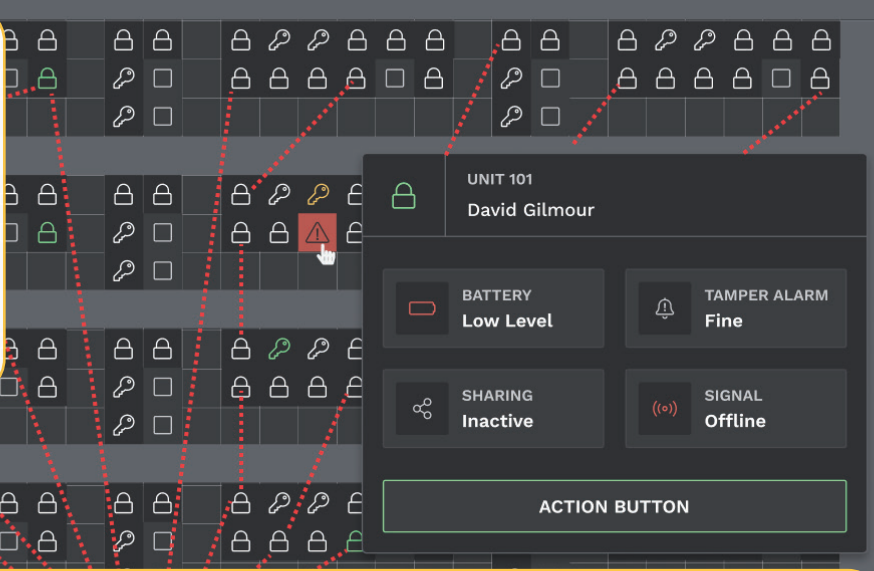 UNIT 101
David Gilmour
BATTERY
Low Level
TAMPER ALARM
Fine
SHARING
Inactive
SIGNAL
Offline
ACTION BUTTON